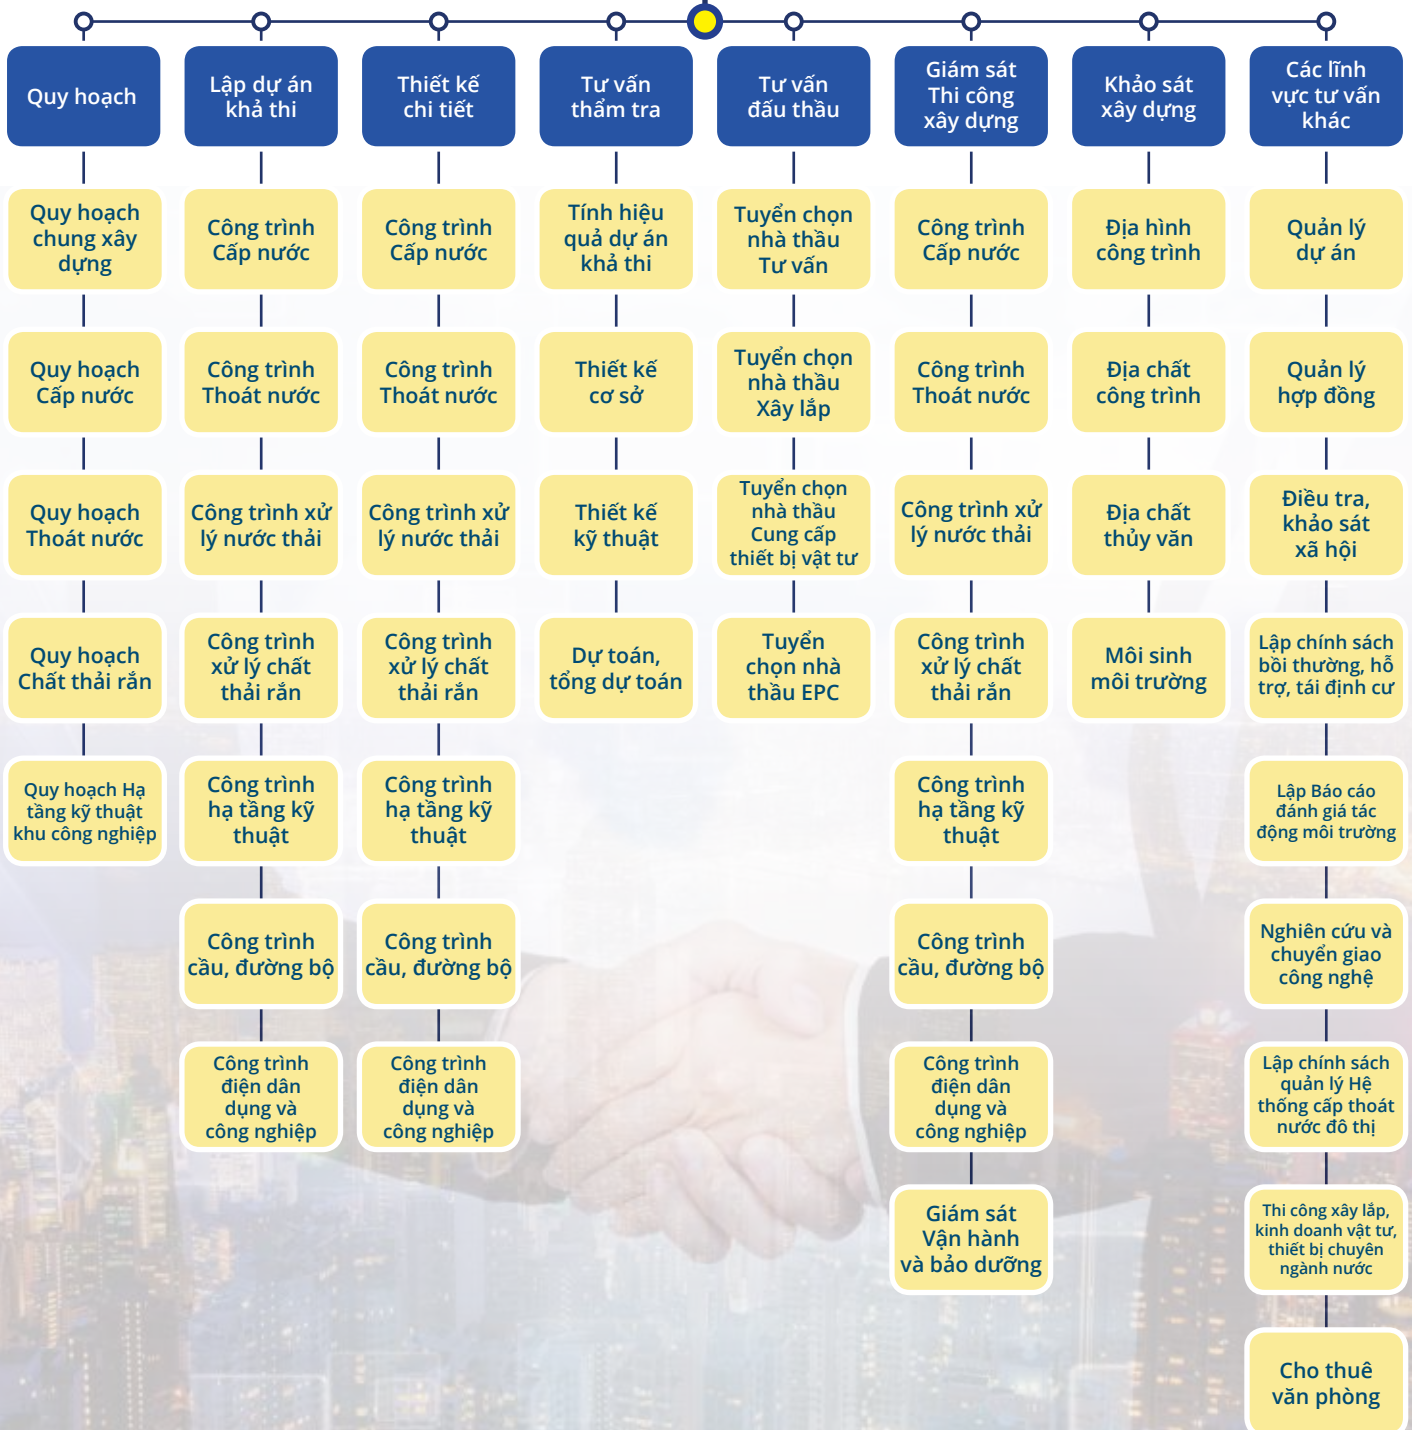 Quy hoạch
Quy hoạch
chung xây
dựng
Quy hoạch
Cấp nước
Quy hoạch
Thoát nước
Quy hoạch
Chất thải rắn
Quy hoạch Hạ
tầng kỹ thuật
khu công nghiệp
Lập dự án
khả thi
Công trình
Cấp nước
Công trình
Thoát nước
Công trình xử
lý nước thải
Công trình
xử lý chất
thải rắn
Công trình
hạ tầng kỹ
thuật
Công trình
cầu, đường bộ
Công trình
điện dân
dụng và
công nghiệp
Thiết kế
chi tiết
Công trình
Cấp nước
Công trình
Thoát nước
Công trình xử
lý nước thải
Công trình
xử lý chất
thải rắn
Công trình
hạ tầng kỹ
thuật
Công trình
cầu, đường bộ
Công trình
điện dân
dụng và
công nghiệp
Tư vấn
thẩm tra
Tính hiệu
quả dự án
khả thi
Thiết kế
cơ sở
Thiết kế
kỹ thuật
Dự toán,
tổng dự toán
Tư vấn
đấu thầu
Tuyển chọn
nhà thầu
Tư vấn
Tuyển chọn
nhà thầu
Xây lắp
Tuyển chọn
nhà thầu
Cung cấp
thiết bị vật tư
Tuyển
chọn nhà
thầu EPC
Giám sát
Thi công
xây dựng
Công trình
Cấp nước
Công trình
Thoát nước
Công trình xử
lý nước thải
Công trình
xử lý chất
thải rắn
Công trình
hạ tầng kỹ
thuật
Công trình
cầu, đường bộ
Công trình
điện dân
dụng và
công nghiệp
Giám sát
Vận hành
và bảo dưỡng
Khảo sát
xây dựng
Địa hình
công trình
Địa chất
công trình
Địa chất
thủy văn
Môi sinh
môi trường
Các lĩnh
vực tư vấn
khác
Quản lý
dự án
Quản lý
hợp đồng
Điều tra,
khảo sát
xã hội
Lập chính sách
bồi thường, hỗ
trợ, tái định cư
Lập Báo cáo
đánh giá tác
động môi trường
Nghiên cứu và
chuyển giao
công nghệ
Lập chính sách
quản lý Hệ
thống cấp thoát
nước đô thị
Thi công xây lắp,
kinh doanh vật tư,
thiết bị chuyên
ngành nước
Cho thuê
văn phòng